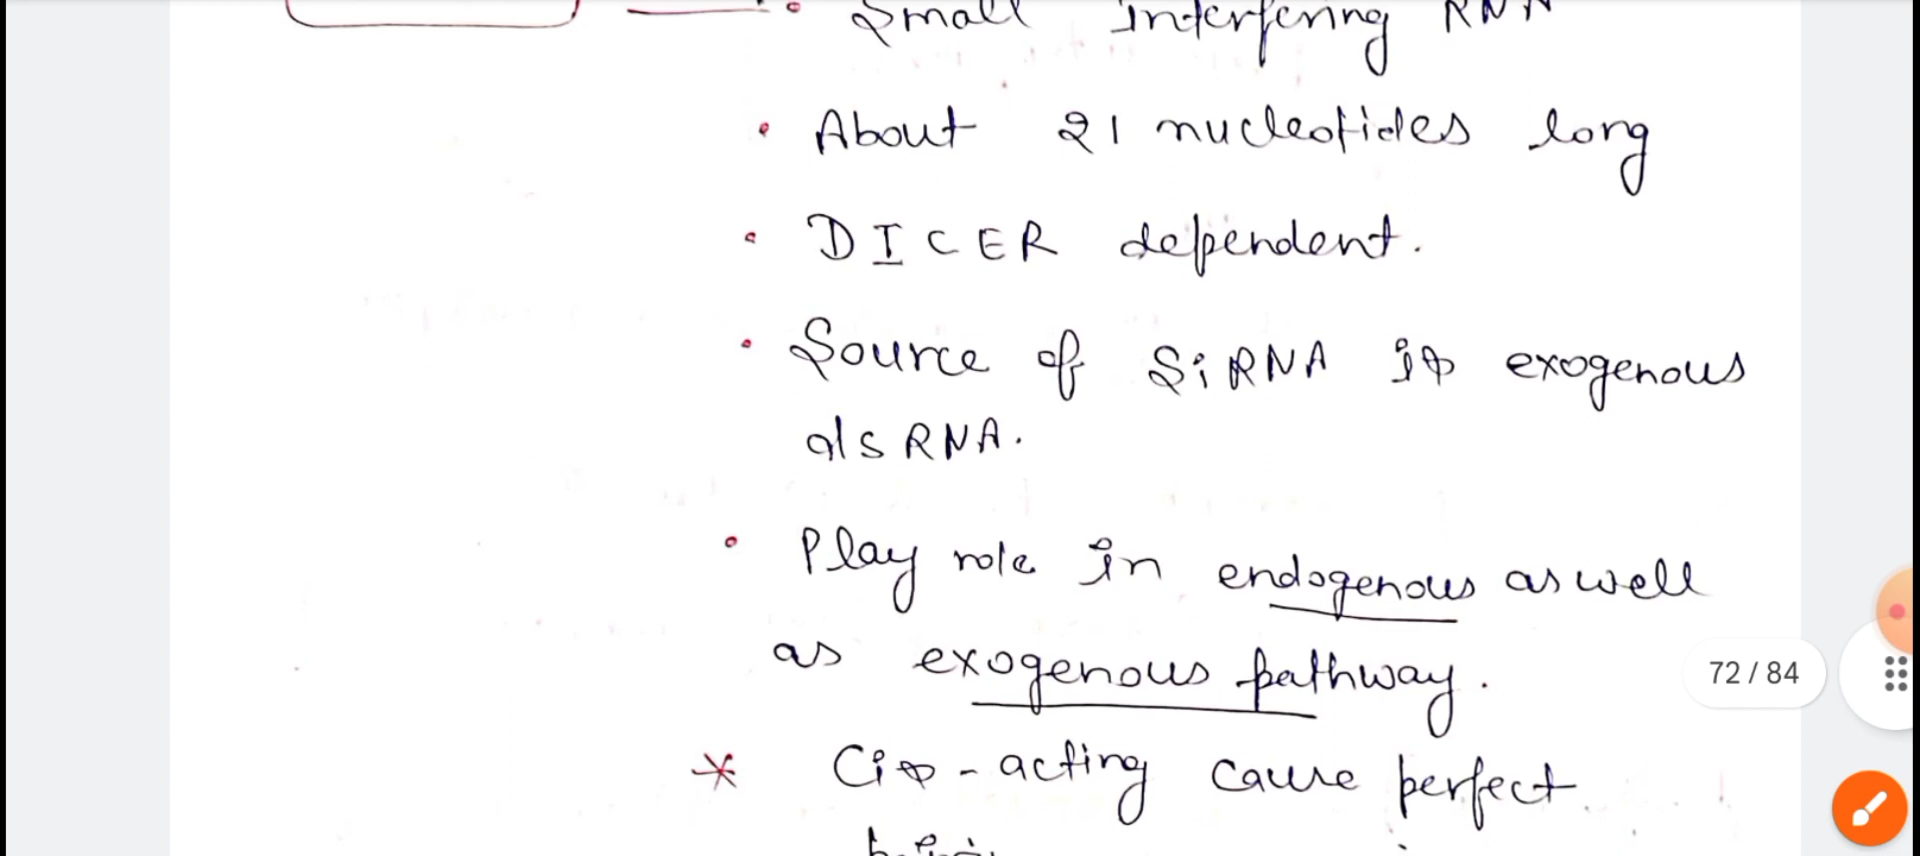 • Small Interfering RNA
• About 21 nucleotides long
• DICER dependent.
• Source of SiRNA is exogenous
dsRNA.
• Play role in endogenous as well
as exogenous pathway.
72 / 84
* Cis-acting cause perfect